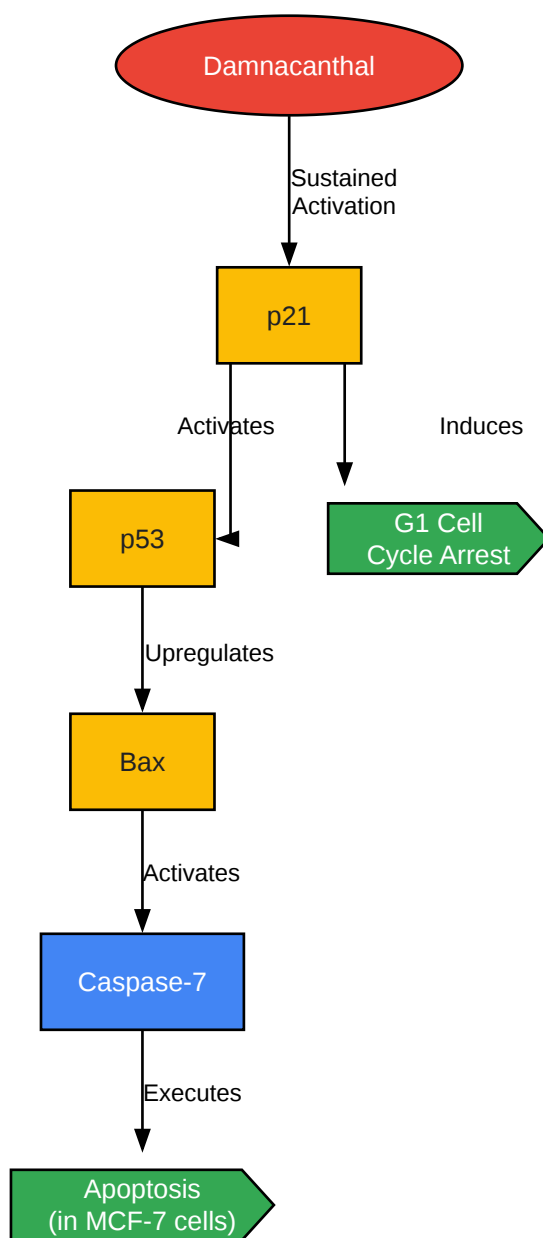 Damnacanthal
Sustained
Activation
p21
Activates
Induces
p53
G1 Cell
Cycle Arrest
Upregulates
Bax
Activates
Caspase-7
Executes
Apoptosis
(in MCF-7 cells)